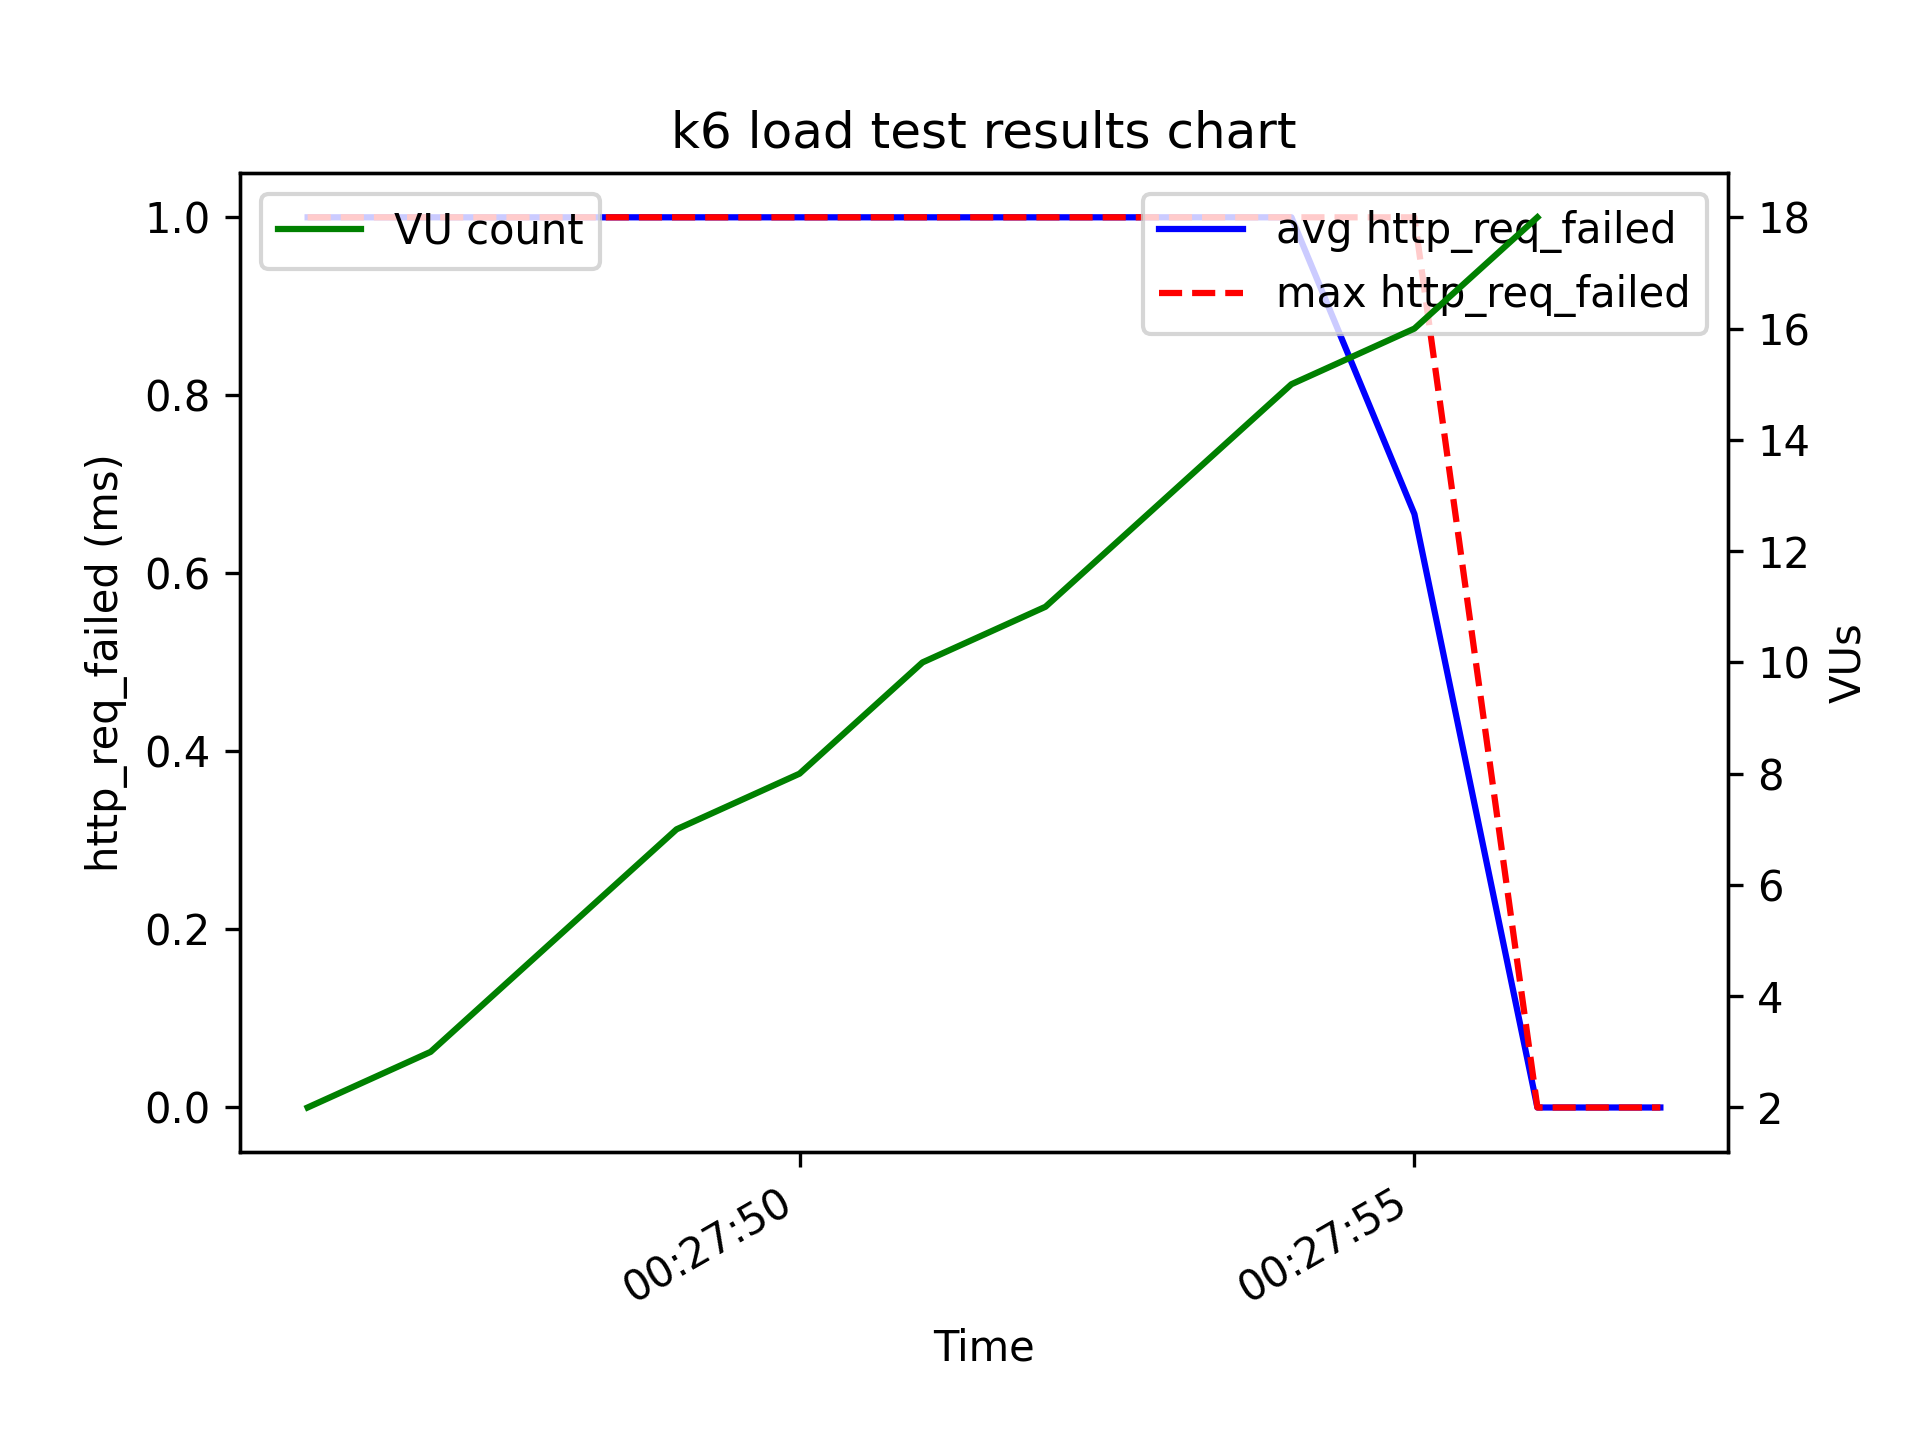 k6 load test results chart
VU count
avg http_req_failed
max http_req_failed
http_req_failed (ms)
1.0
0.8
0.6
0.4
0.2
0.0
18
16
14
12
10
8
6
4
2
VUs
00:27:50
00:27:55
Time